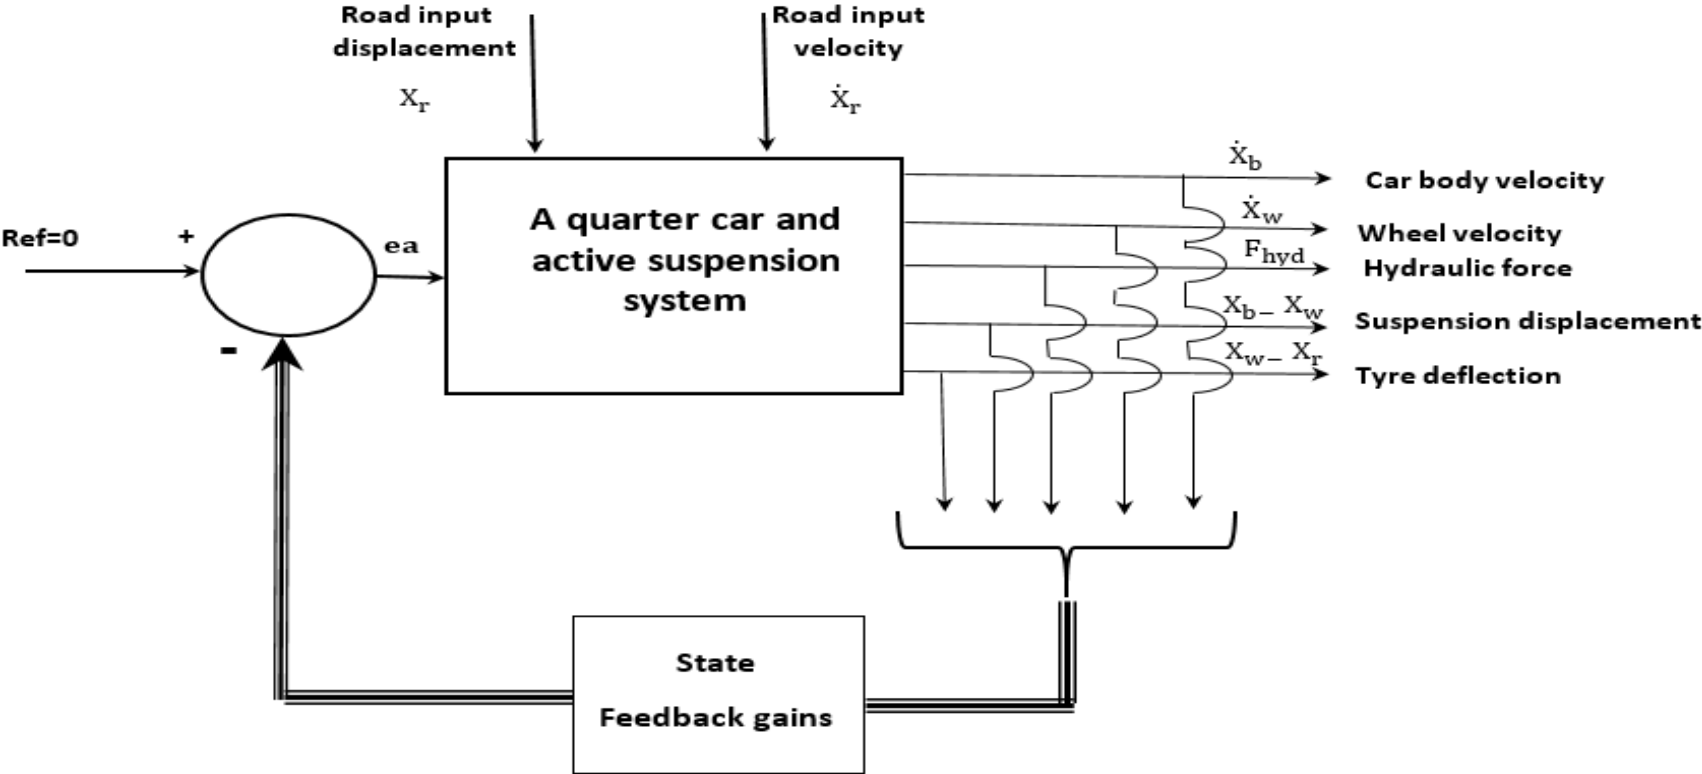 Road input
displacement
Xᵣ
Road input
velocity
Ẋᵣ
Ref=0
+
-
ea
A quarter car and
active suspension
system
Ẋb
Car body velocity
Ẋw
Wheel velocity
Fhyd
Hydraulic force
Xb− Xw
Suspension displacement
Xw− Xr
Tyre deflection
State
Feedback gains